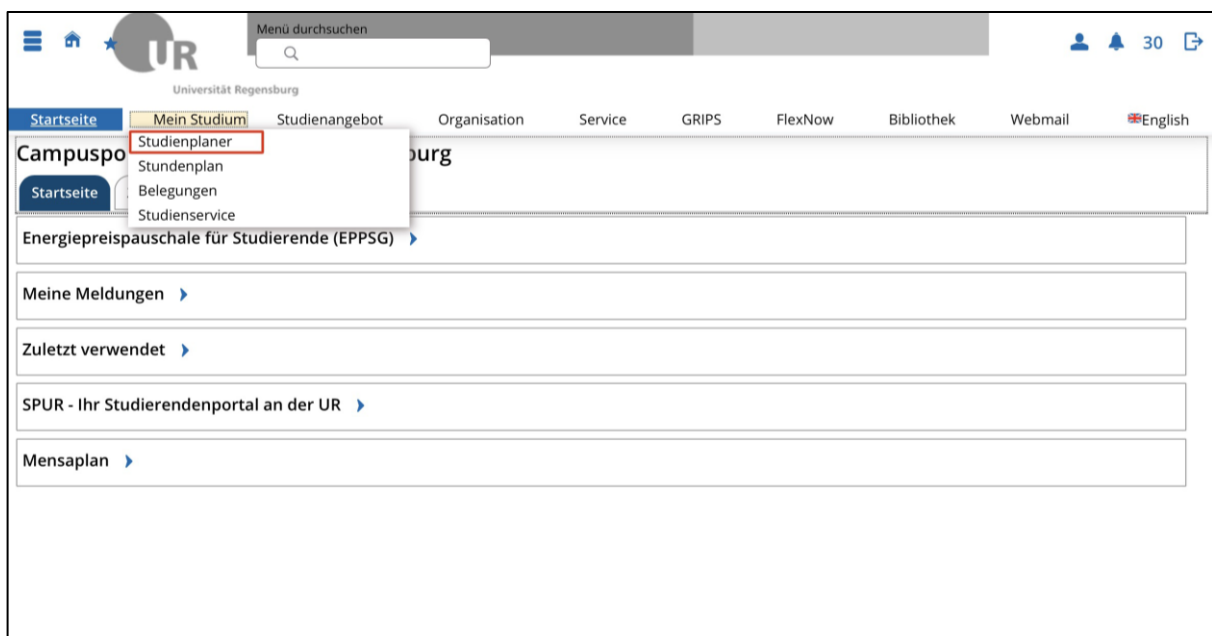 Menü durchsuchen
UR
30
Universität Regensburg
Startseite Mein Studium Studienangebot Organisation Service GRIPS FlexNow Bibliothek Webmail English
Studienplaner
Campuspo burg
Stundenplan
Startseite
Belegungen
Studienservice
Energiepreispauschale für Studierende (EPPSG)
Meine Meldungen
Zuletzt verwendet
SPUR - Ihr Studierendenportal an der UR
Mensaplan